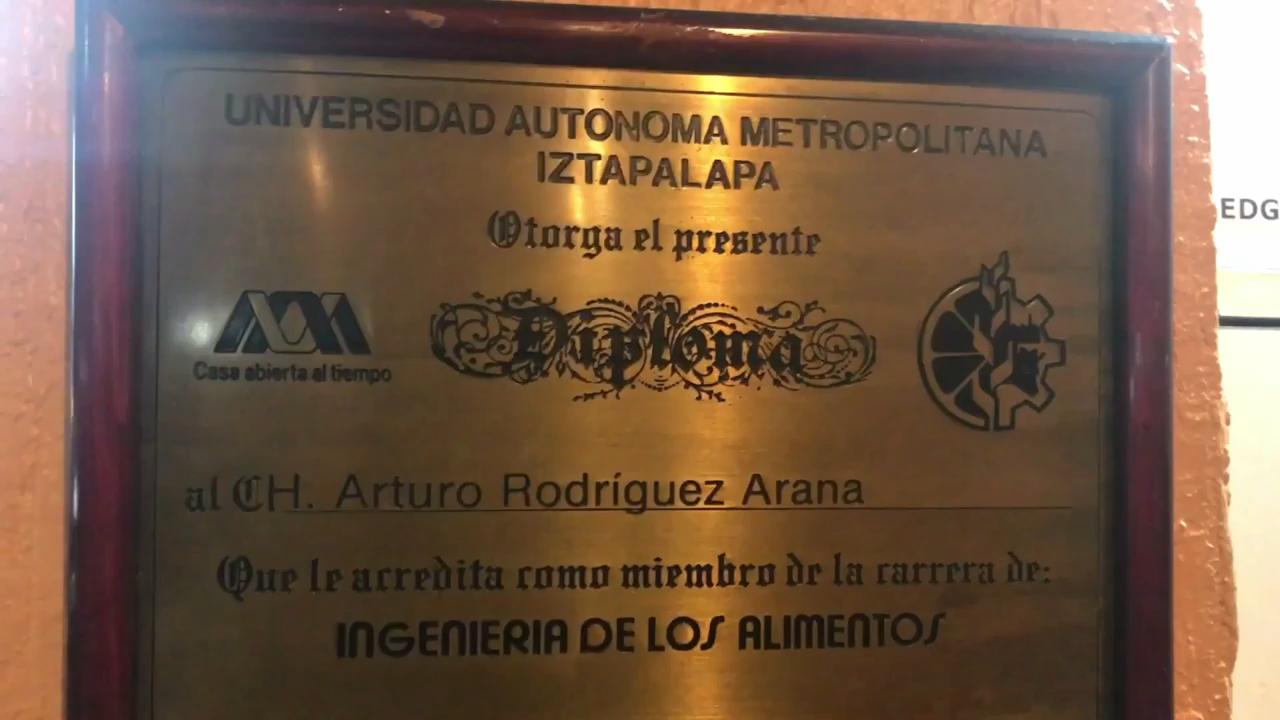 UNIVERSIDAD AUTONOMA METROPOLITANA
IZTAPALAPA
Otorga el presente
Diploma
Casa abierta al tiempo
al CH. Arturo Rodríguez Arana
Que le acredita como miembro de la carrera de:
INGENIERIA DE LOS ALIMENTOS
EDG